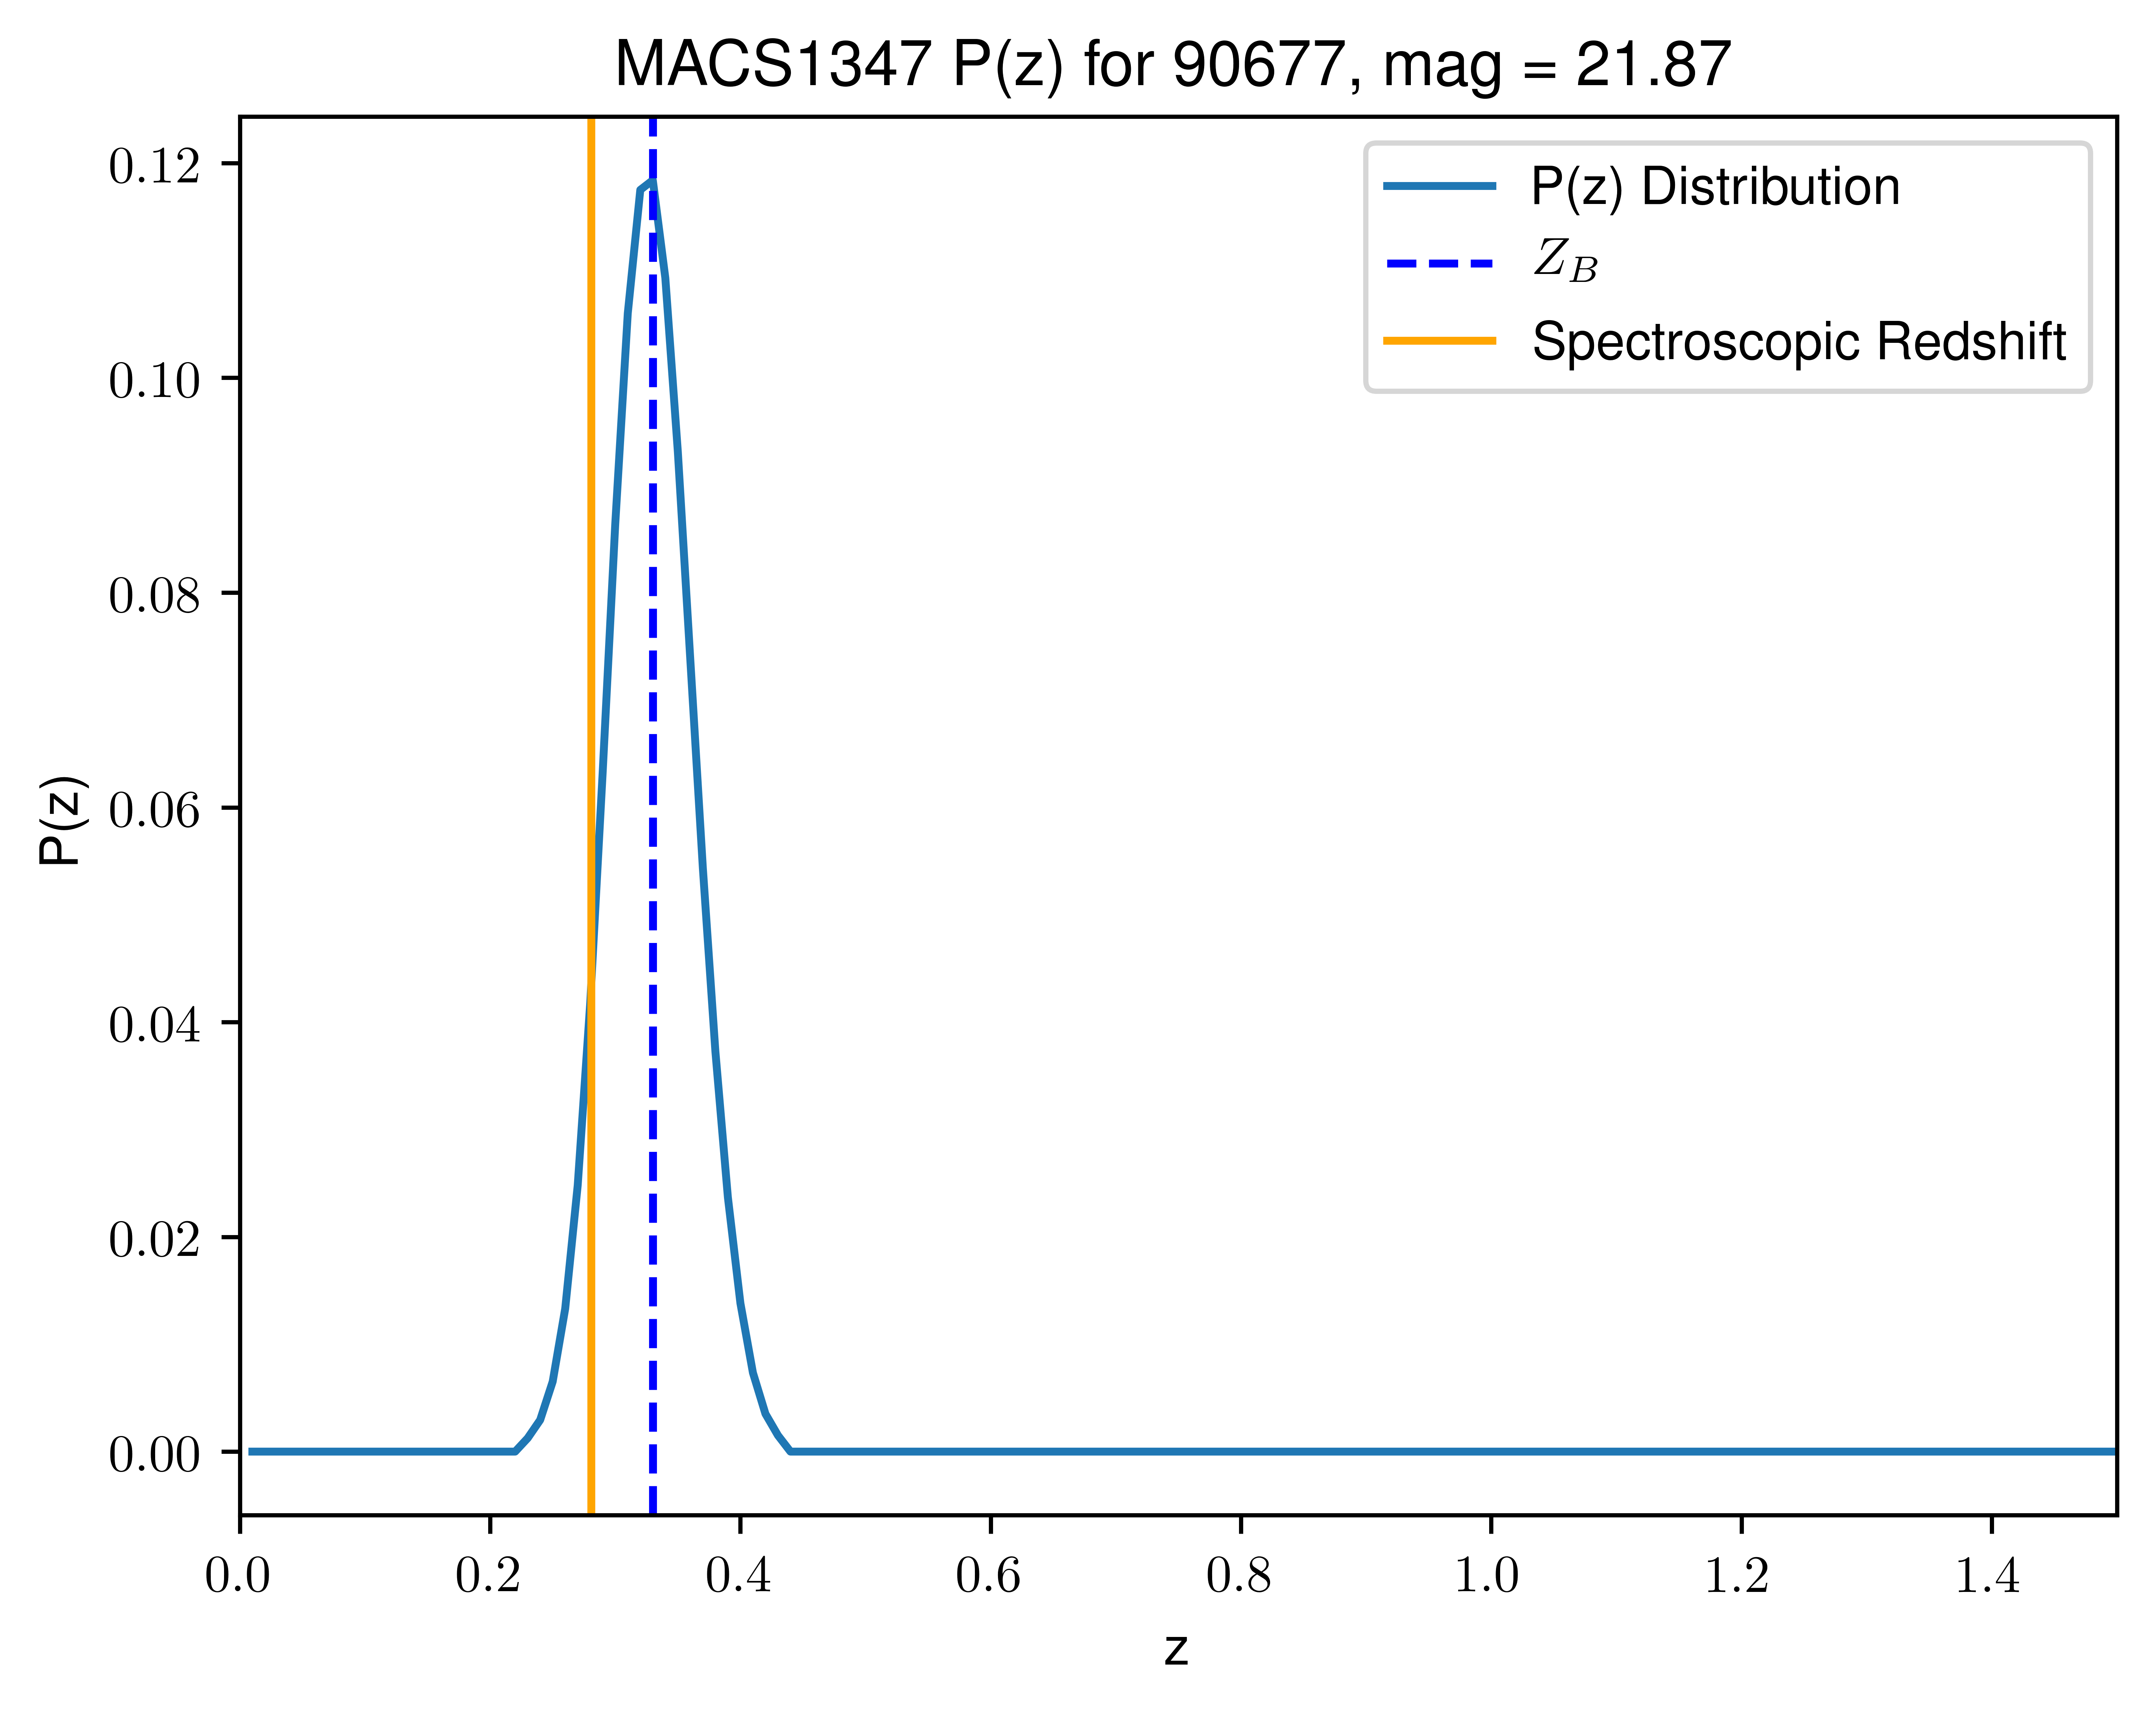 MACS1347 P(z) for 90677, mag = 21.87
P(z) Distribution
Z_B
Spectroscopic Redshift
P(z)
0.12
0.10
0.08
0.06
0.04
0.02
0.00
0.0 0.2 0.4 0.6 0.8 1.0 1.2 1.4
z